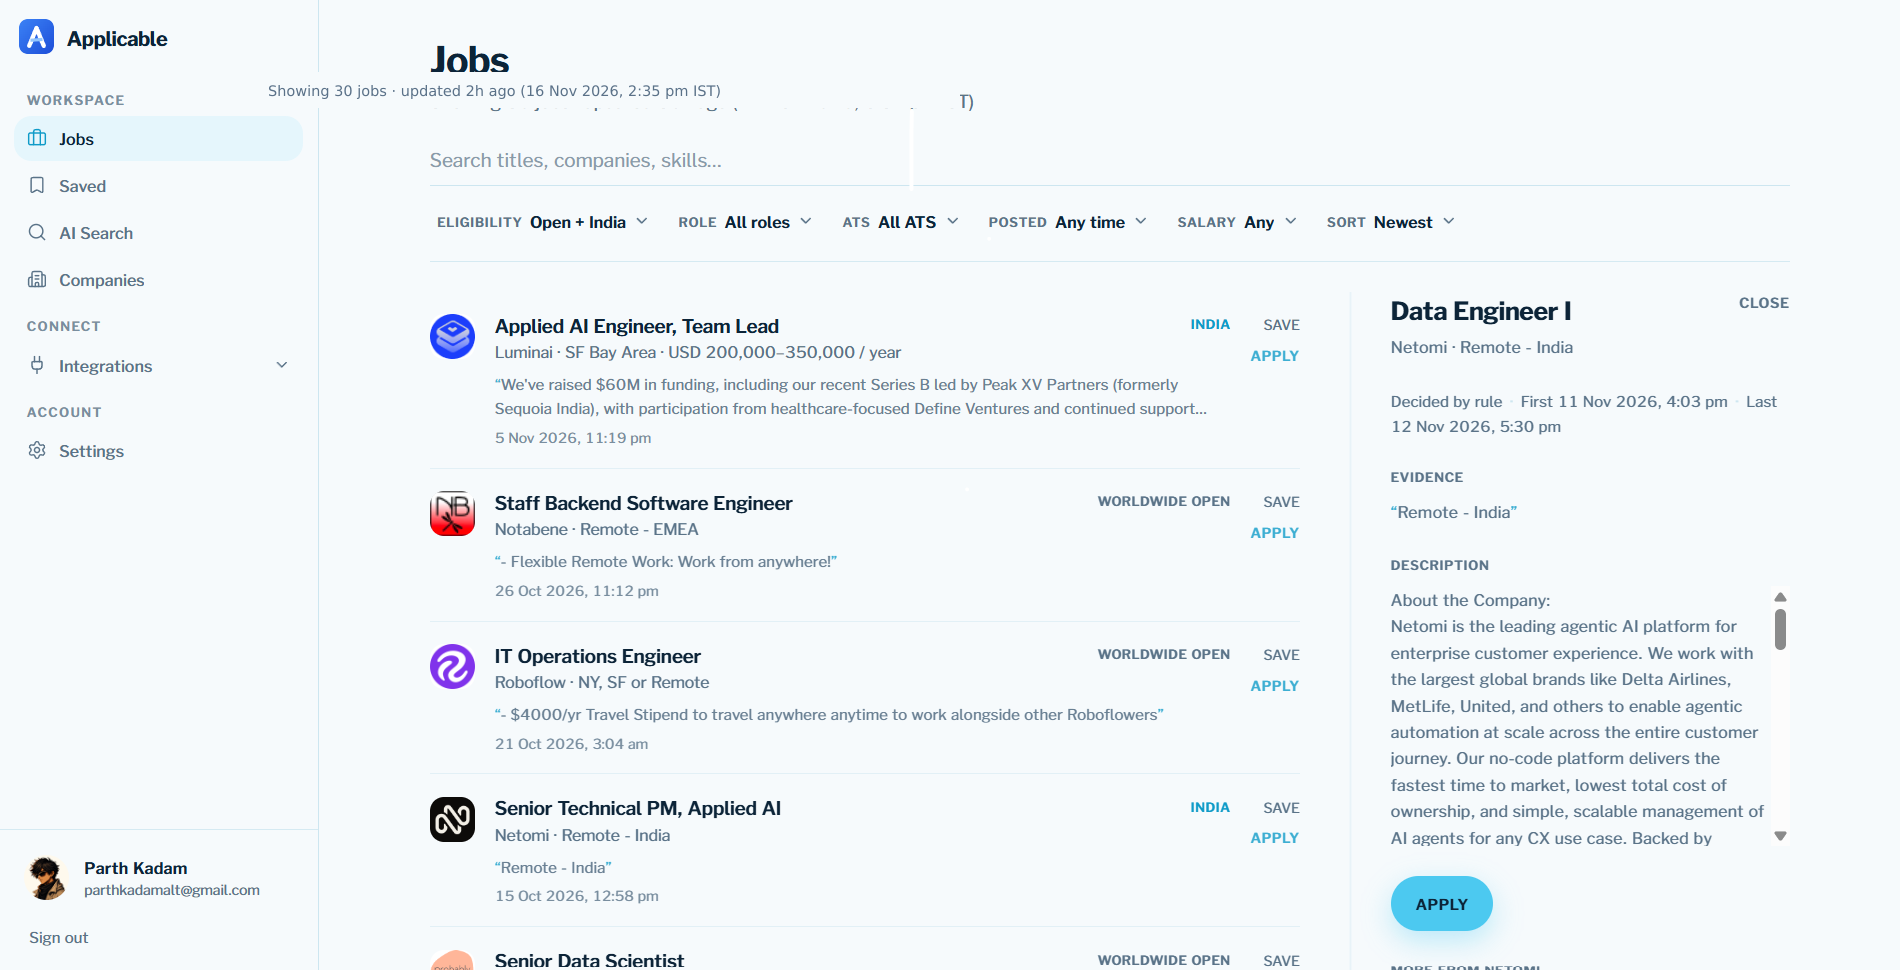 Applicable
WORKSPACE
Jobs
Saved
AI Search
Companies
CONNECT
Integrations
ACCOUNT
Settings
Parth Kadam
parthkadamalt@gmail.com
Sign out
Jobs
Showing 30 jobs · updated 2h ago (16 Nov 2026, 2:35 pm IST)
T)
Search titles, companies, skills...
ELIGIBILITY Open + India ROLE All roles ATS All ATS POSTED Any time SALARY Any SORT Newest
Applied AI Engineer, Team Lead INDIA SAVE
Luminai · SF Bay Area · USD 200,000–350,000 / year APPLY
“We’ve raised $60M in funding, including our recent Series B led by Peak XV Partners (formerly
Sequoia India), with participation from healthcare-focused Define Ventures and continued support...
5 Nov 2026, 11:19 pm
NB
Staff Backend Software Engineer WORLDWIDE OPEN SAVE
Notabene · Remote - EMEA APPLY
“- Flexible Remote Work: Work from anywhere!”
26 Oct 2026, 11:12 pm
IT Operations Engineer WORLDWIDE OPEN SAVE
Roboflow · NY, SF or Remote APPLY
“- $4000/yr Travel Stipend to travel anywhere anytime to work alongside other Roboflowers”
21 Oct 2026, 3:04 am
Senior Technical PM, Applied AI INDIA SAVE
Netomi · Remote - India APPLY
“Remote - India”
15 Oct 2026, 12:58 pm
probably
Senior Data Scientist WORLDWIDE OPEN SAVE
Data Engineer I CLOSE
Netomi · Remote - India
Decided by rule · First 11 Nov 2026, 4:03 pm · Last
12 Nov 2026, 5:30 pm
EVIDENCE
“Remote - India”
DESCRIPTION
About the Company:
Netomi is the leading agentic AI platform for
enterprise customer experience. We work with
the largest global brands like Delta Airlines,
MetLife, United, and others to enable agentic
automation at scale across the entire customer
journey. Our no-code platform delivers the
fastest time to market, lowest total cost of
ownership, and simple, scalable management of
AI agents for any CX use case. Backed by
APPLY
MORE FROM NETOMI